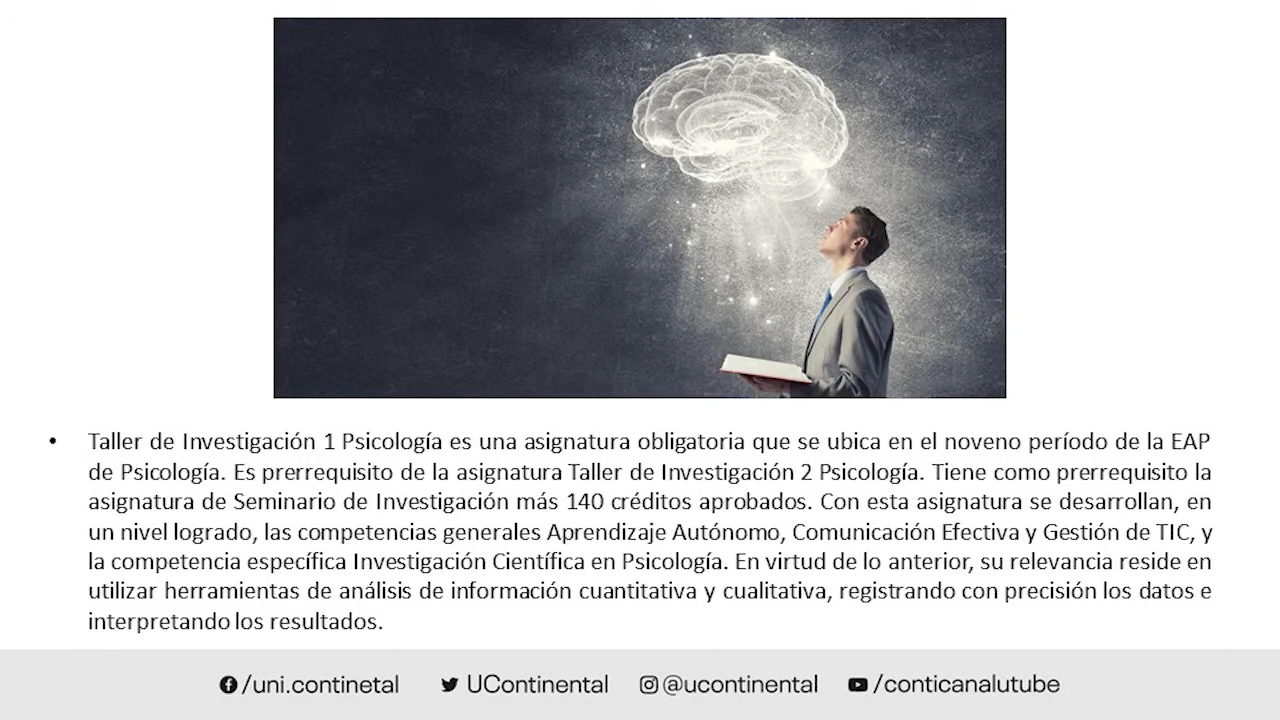 • Taller de Investigación 1 Psicología es una asignatura obligatoria que se ubica en el noveno período de la EAP
de Psicología. Es prerrequisito de la asignatura Taller de Investigación 2 Psicología. Tiene como prerrequisito la
asignatura de Seminario de Investigación más 140 créditos aprobados. Con esta asignatura se desarrollan, en
un nivel logrado, las competencias generales Aprendizaje Autónomo, Comunicación Efectiva y Gestión de TIC, y
la competencia específica Investigación Científica en Psicología. En virtud de lo anterior, su relevancia reside en
utilizar herramientas de análisis de información cuantitativa y cualitativa, registrando con precisión los datos e
interpretando los resultados.
/uni.continetal UContinental @ucontinental /conticanalutube